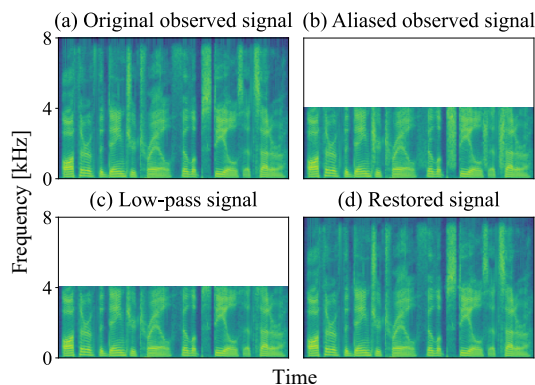 (a) Original observed signal
(b) Aliased observed signal
8
4
0
(c) Low-pass signal
(d) Restored signal
8
4
0
Frequency [kHz]
Time